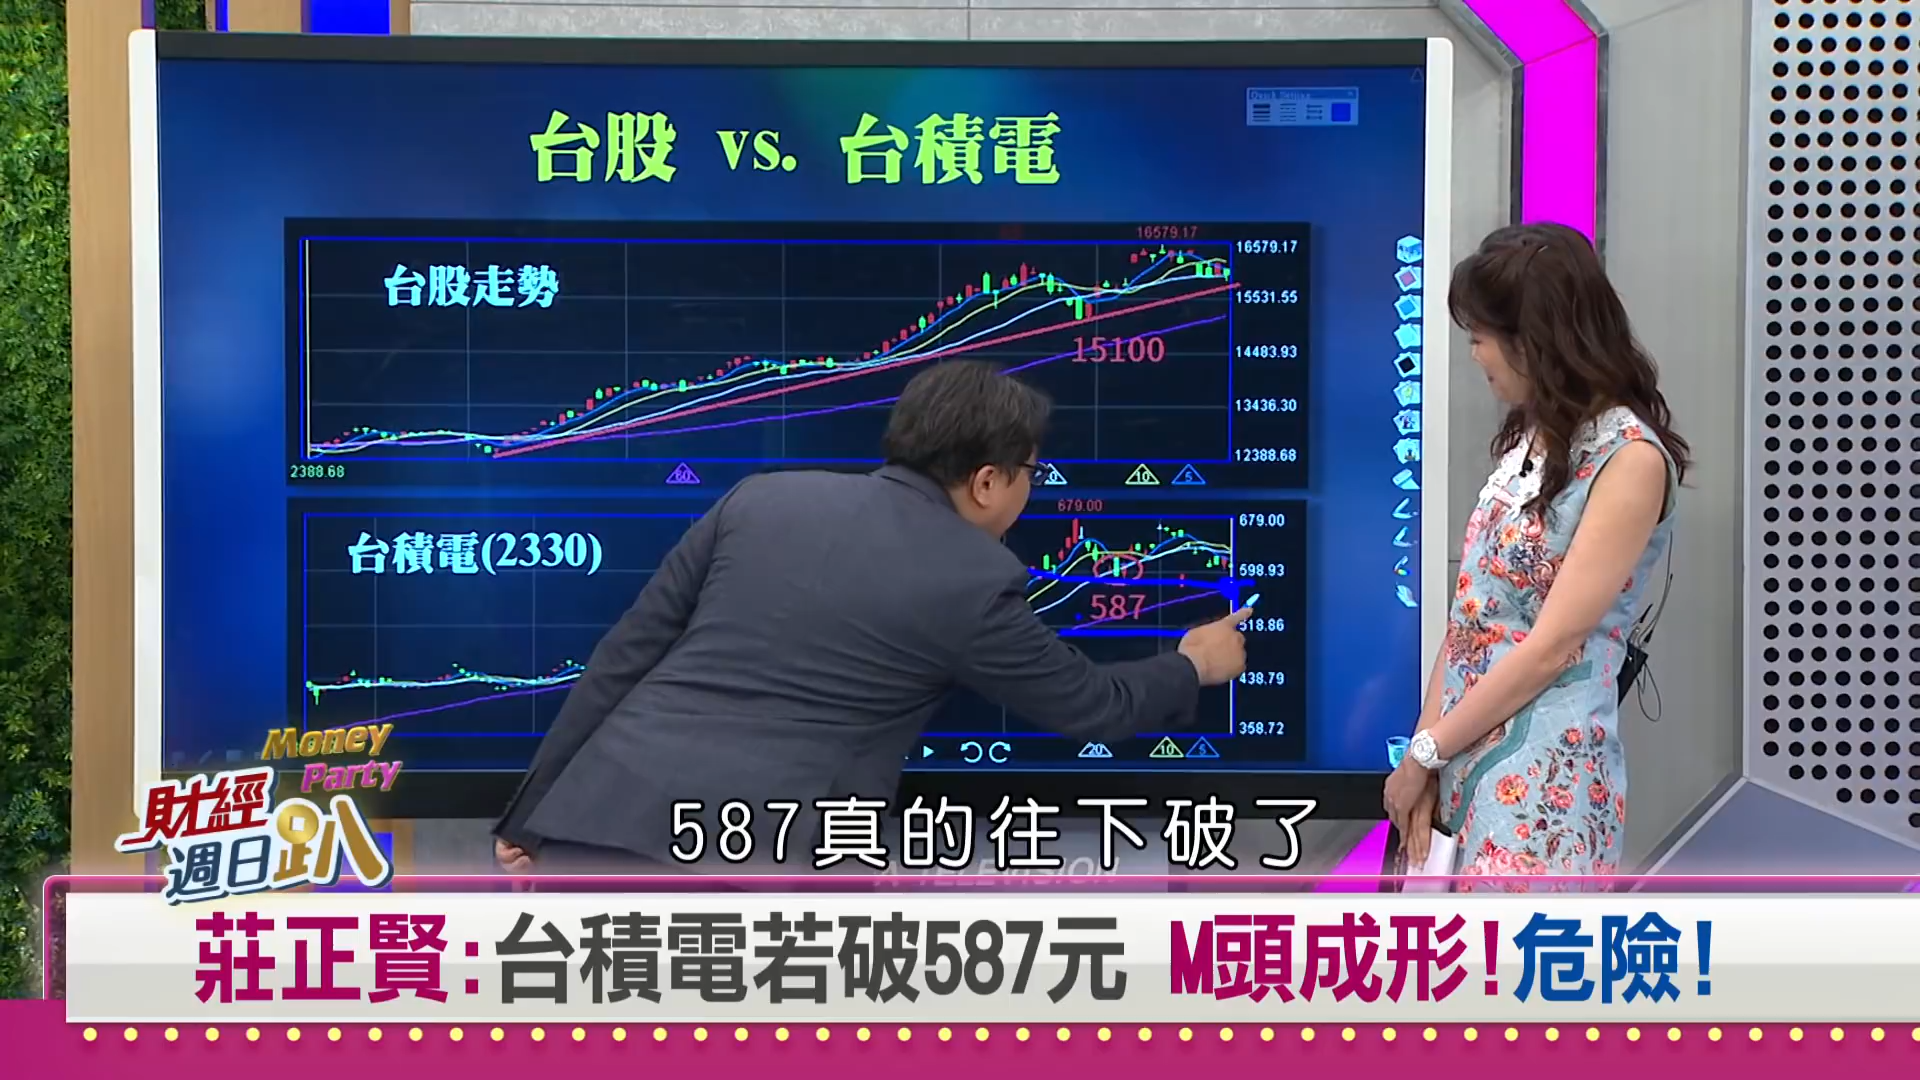 台股 vs. 台積電
台股走勢
16579.17
16579.17
15531.55
15100
14483.93
13436.30
12388.68
2388.68
60
10
5
台積電(2330)
679.00
679.00
598.93
587
518.86
438.79
358.72
20
10
5
Money
Party
財經
週日趴
587真的往下破了
莊正賢:台積電若破587元 M頭成形!危險!